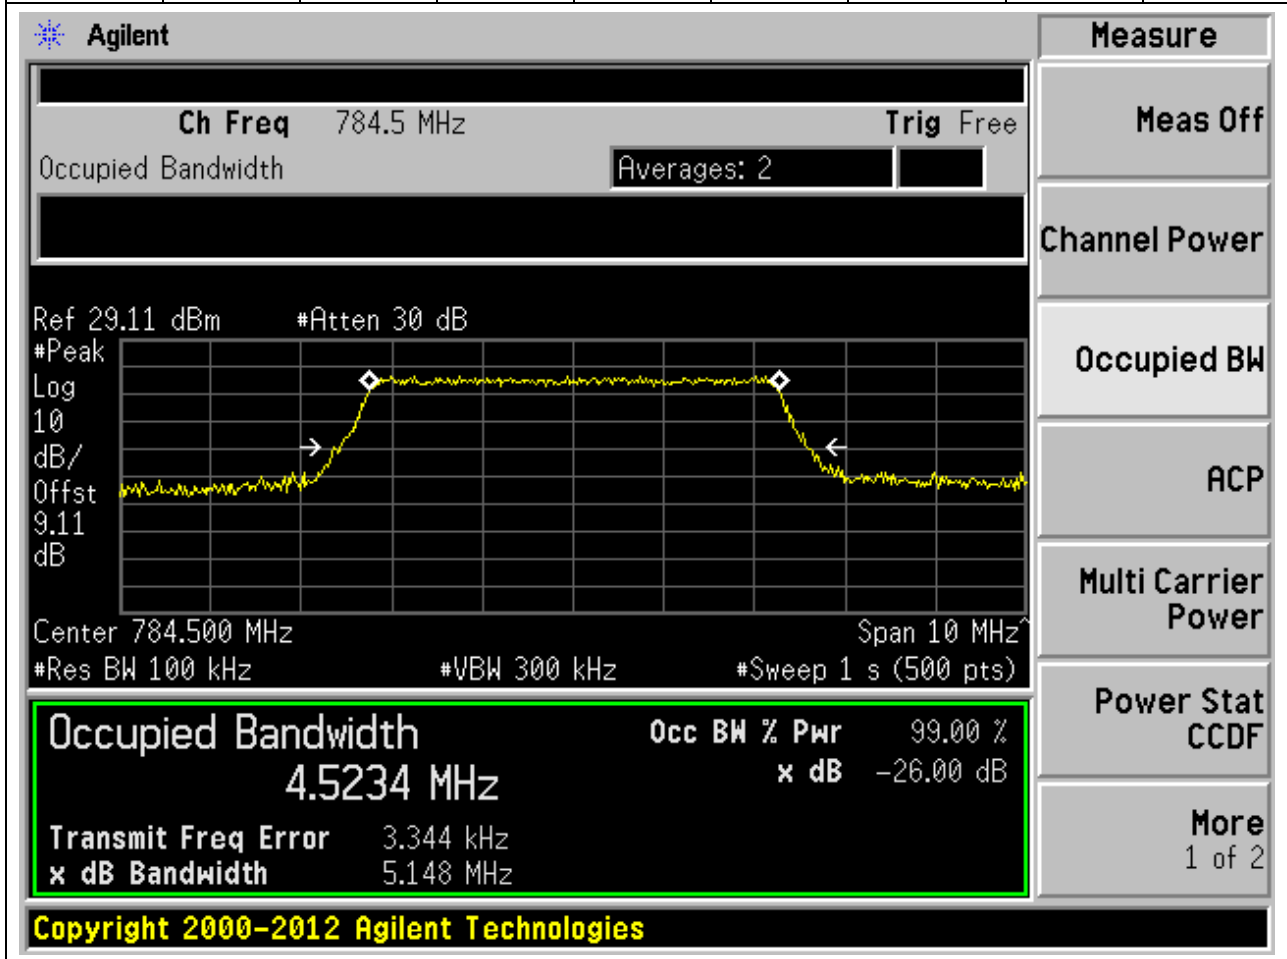 Agilent
Measure
Ch Freq 784.5 MHz Trig Free
Occupied Bandwidth Averages: 2
Meas Off
Channel Power
Occupied BW
ACP
Multi Carrier
Power
Power Stat
CCDF
More
1 of 2
Ref 29.11 dBm #Atten 30 dB
#Peak
Log
10
dB/
Offst
9.11
dB
Center 784.500 MHz Span 10 MHz^
#Res BW 100 kHz #VBW 300 kHz #Sweep 1 s (500 pts)
Occupied Bandwidth Occ BW % Pwr 99.00 %
4.5234 MHz x dB -26.00 dB
Transmit Freq Error 3.344 kHz
x dB Bandwidth 5.148 MHz
Copyright 2000-2012 Agilent Technologies